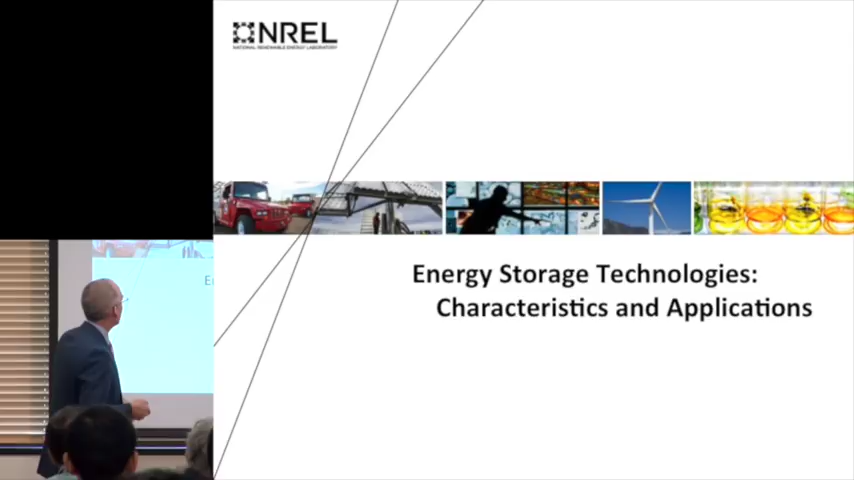 NREL
NATIONAL RENEWABLE ENERGY LABORATORY
Energy Storage Technologies:
Characteristics and Applications